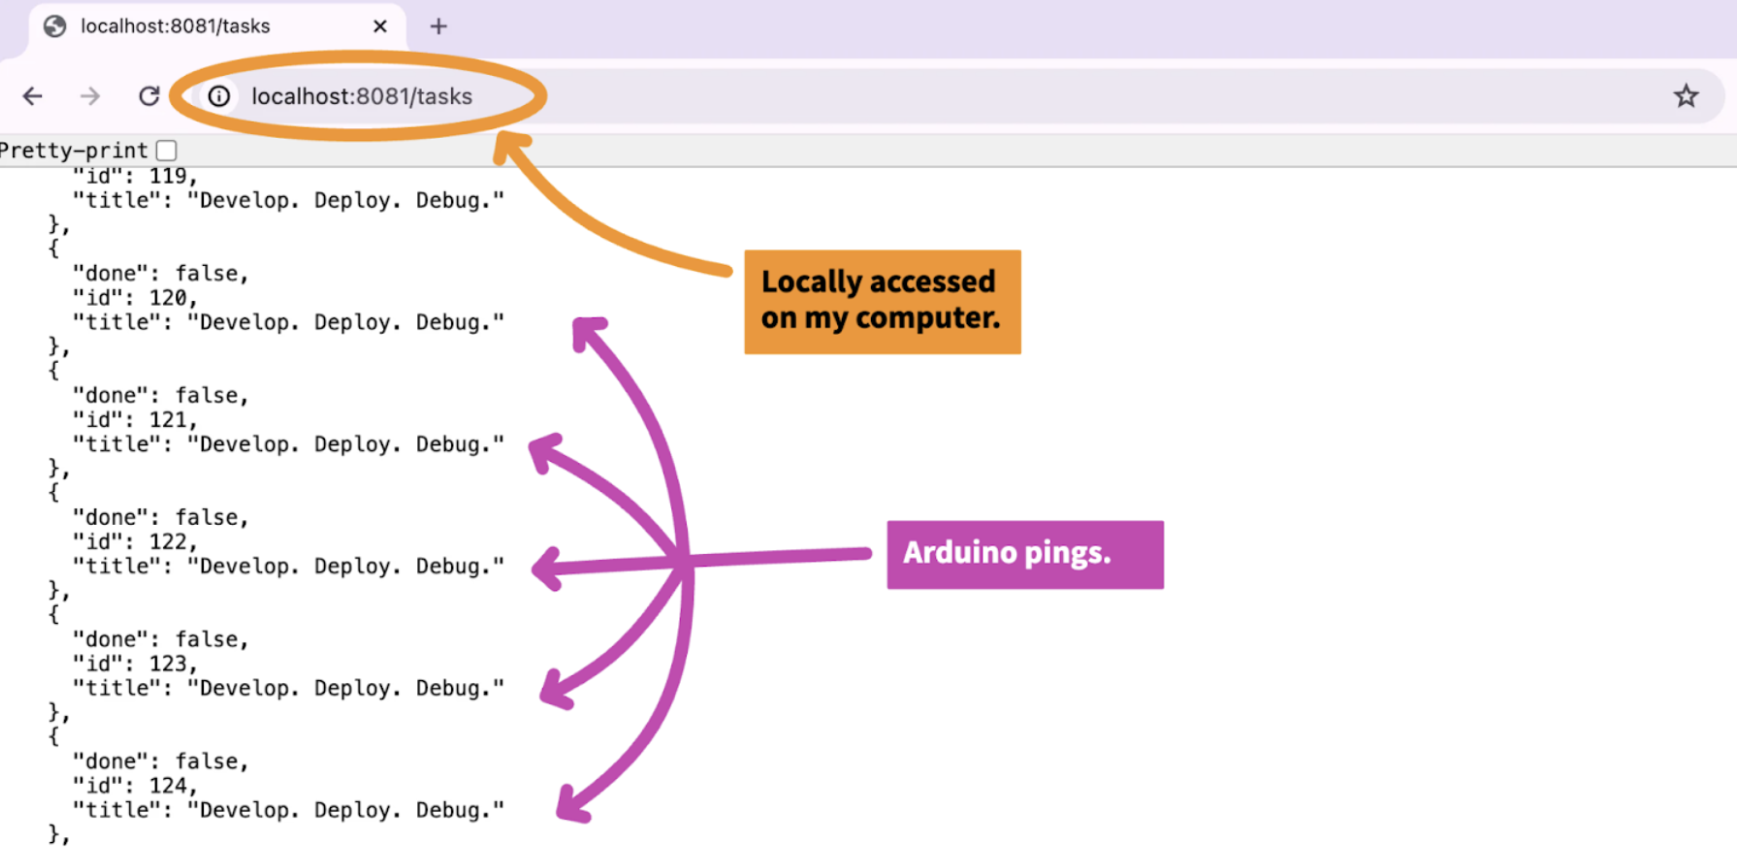 localhost:8081/tasks
localhost:8081/tasks
Pretty-print
"id": 119,
"title": "Develop. Deploy. Debug."
},
{
"done": false,
"id": 120,
"title": "Develop. Deploy. Debug."
},
{
"done": false,
"id": 121,
"title": "Develop. Deploy. Debug."
},
{
"done": false,
"id": 122,
"title": "Develop. Deploy. Debug."
},
{
"done": false,
"id": 123,
"title": "Develop. Deploy. Debug."
},
{
"done": false,
"id": 124,
"title": "Develop. Deploy. Debug."
},
Locally accessed
on my computer.
Arduino pings.